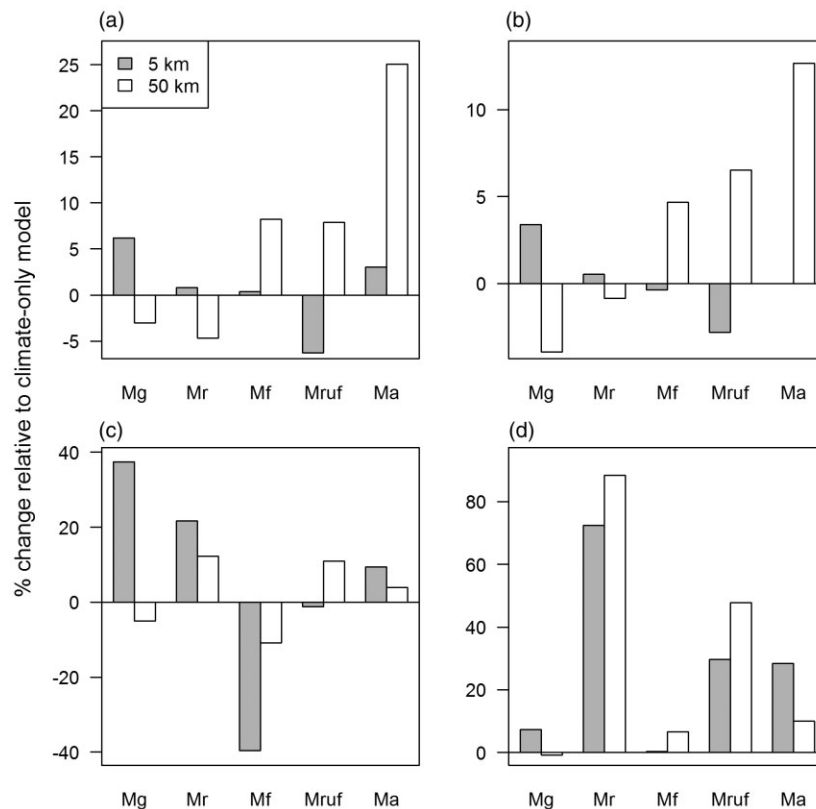 (a)
5 km
50 km
25
20
15
10
5
0
-5
Mg Mr Mf Mruf Ma
(b)
10
5
0
Mg Mr Mf Mruf Ma
% change relative to climate-only model
(c)
40
20
0
-20
-40
Mg Mr Mf Mruf Ma
(d)
80
60
40
20
0
Mg Mr Mf Mruf Ma